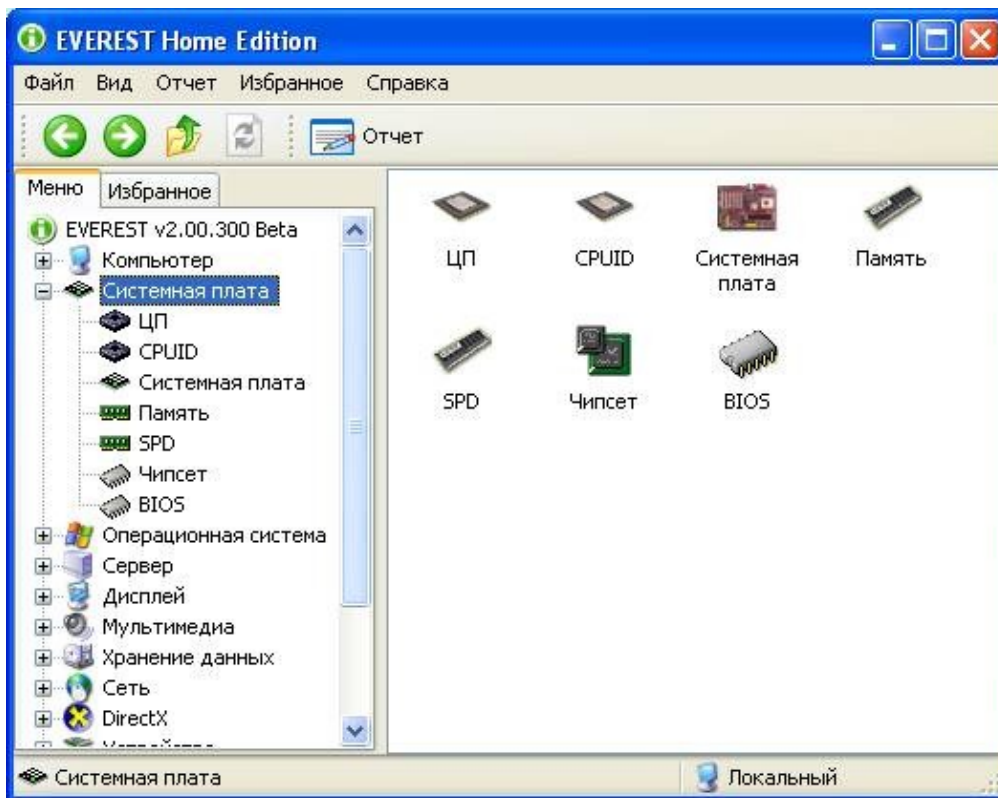 EVEREST Home Edition
Файл Вид Отчет Избранное Справка
Отчет
Меню Избранное
EVEREST v2.00.300 Beta
Компьютер
Системная плата
ЦП
CPUID
Системная плата
Память
SPD
Чипсет
BIOS
Операционная система
Сервер
Дисплей
Мультимедиа
Хранение данных
Сеть
DirectX
ЦП CPUID Системная плата Память
SPD Чипсет BIOS
Системная плата Локальный